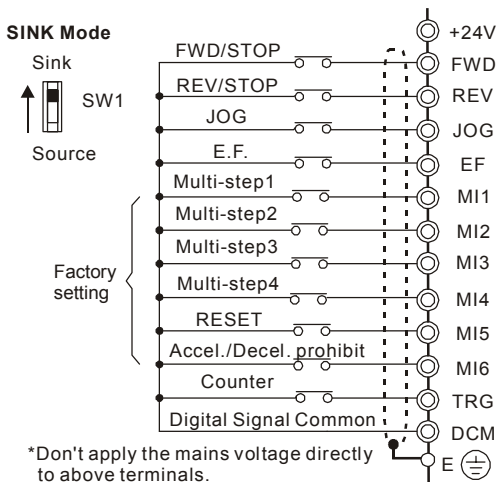 SINK Mode
Sink
SW1
Source
+24V
FWD/STOP
FWD
REV/STOP
REV
JOG
JOG
E.F.
EF
Multi-step1
MI1
Multi-step2
MI2
Multi-step3
MI3
Factory
setting
Multi-step4
MI4
RESET
MI5
Accel./Decel. prohibit
MI6
Counter
TRG
Digital Signal Common
DCM
*Don't apply the mains voltage directly
to above terminals.
E